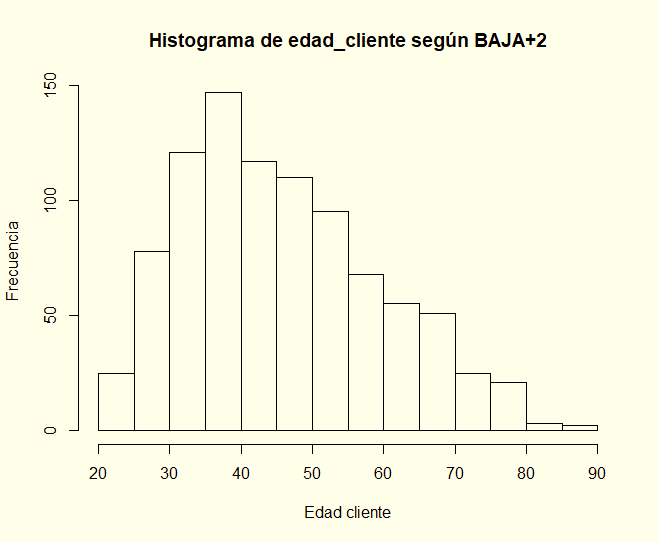 Histograma de edad_cliente según BAJA+2
Frecuencia
150
100
50
0
20 30 40 50 60 70 80 90
Edad cliente